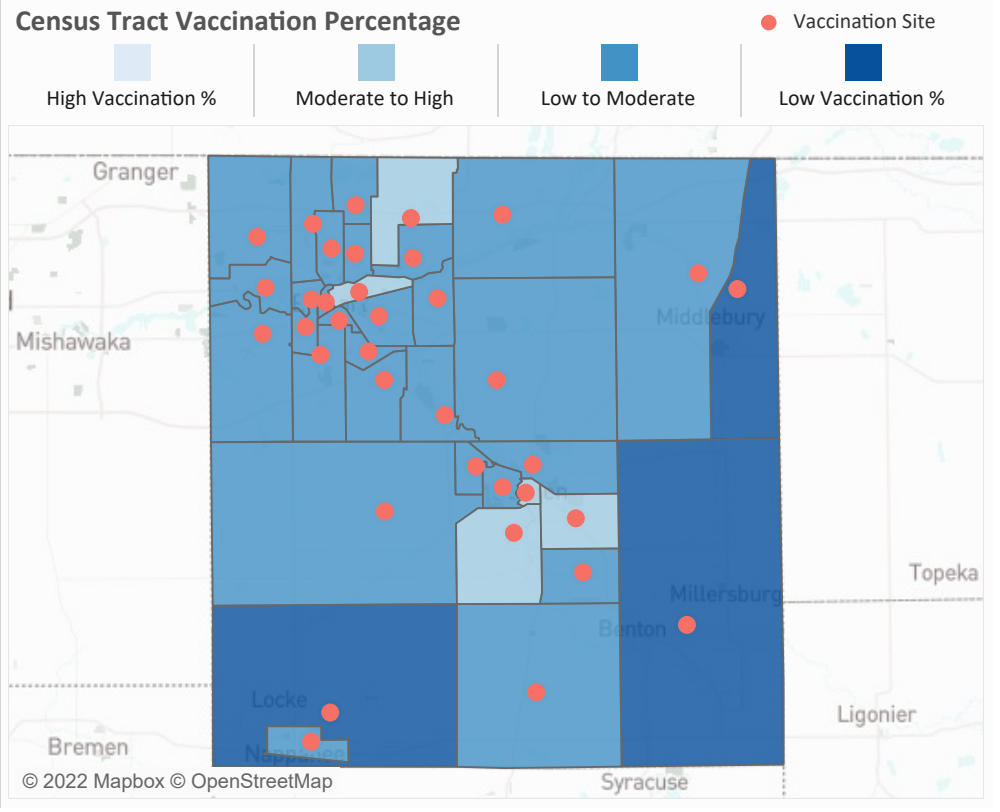 Census Tract Vaccination Percentage
Vaccination Site
High Vaccination %
Moderate to High
Low to Moderate
Low Vaccination %
Granger
Middlebury
Mishawaka
Topeka
Millersburg
Benton
Locke
Ligonier
Bremen
Nappanee
© 2022 Mapbox © OpenStreetMap
Syracuse